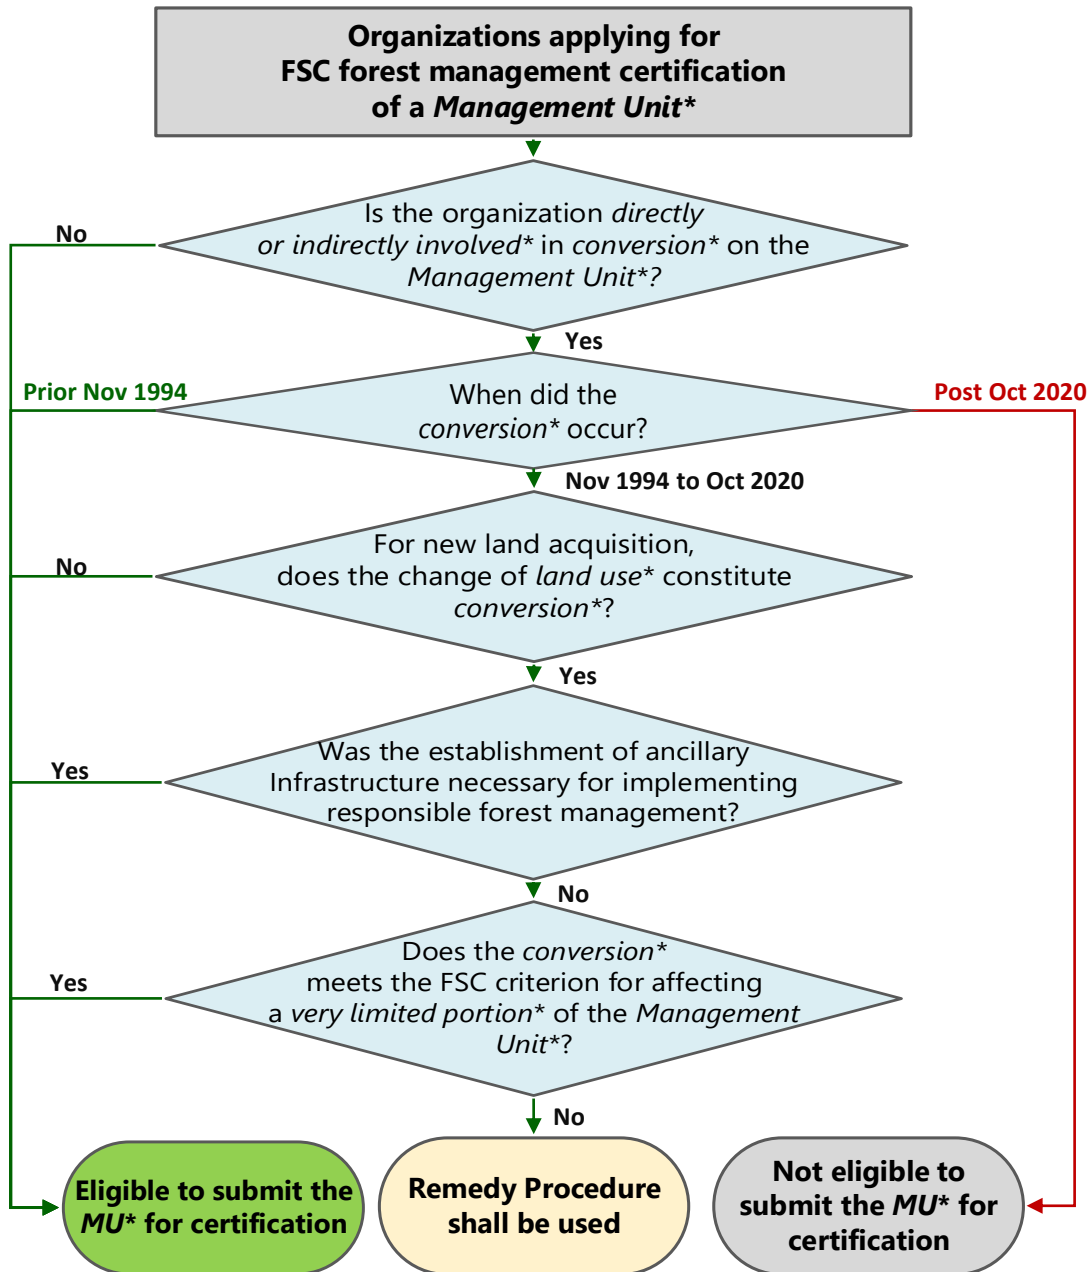 Organizations applying for
FSC forest management certification
of a Management Unit*
Is the organization directly
or indirectly involved* in conversion* on the
Management Unit*?
No
Yes
Prior Nov 1994
When did the
conversion* occur?
Post Oct 2020
Nov 1994 to Oct 2020
For new land acquisition,
does the change of land use* constitute
conversion*?
No
Yes
Was the establishment of ancillary
Infrastructure necessary for implementing
responsible forest management?
Yes
No
Does the conversion*
meets the FSC criterion for affecting
a very limited portion* of the Management
Unit*?
Yes
No
Eligible to submit the
MU* for certification
Remedy Procedure
shall be used
Not eligible to
submit the MU* for
certification